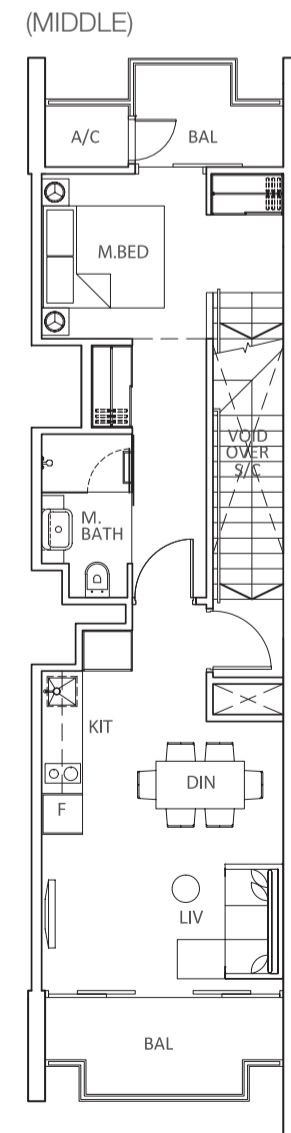 (MIDDLE)
A/C
BAL
M.BED
VOID
OVER
S/C
M.
BATH
KIT
DIN
F
LIV
BAL